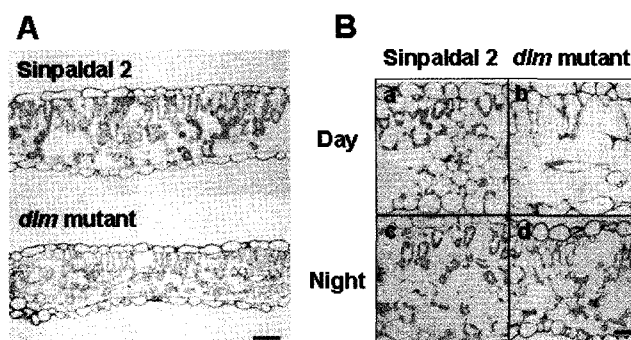 A
Sinpaldal 2
dlm mutant
B
Sinpaldal 2 dlm mutant
Day
a b
Night
c d